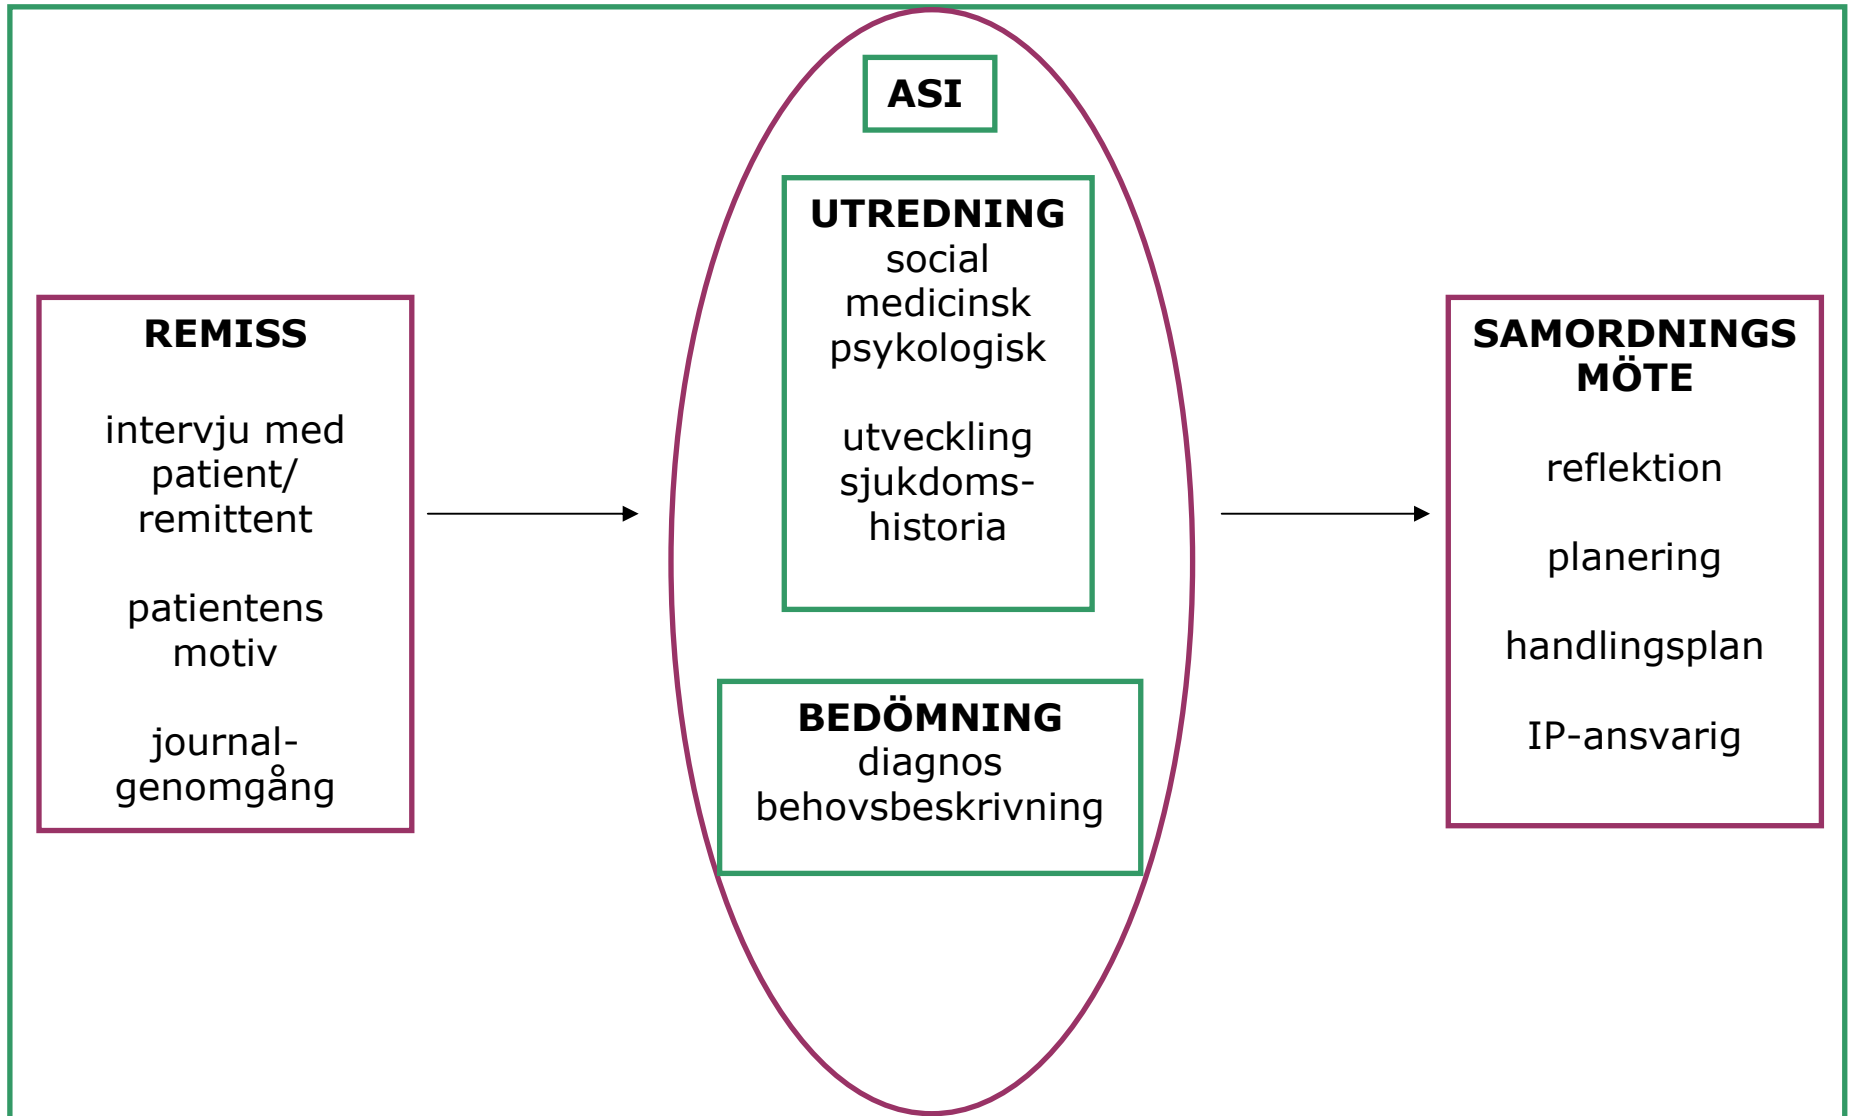 REMISS
intervju med
patient/
remittent
patientens
motiv
journal-
genomgång
ASI
UTREDNING
social
medicinsk
psykologisk
utveckling
sjukdoms-
historia
BEDÖMNING
diagnos
behovsbeskrivning
SAMORDNINGS
MÖTE
reflektion
planering
handlingsplan
IP-ansvarig